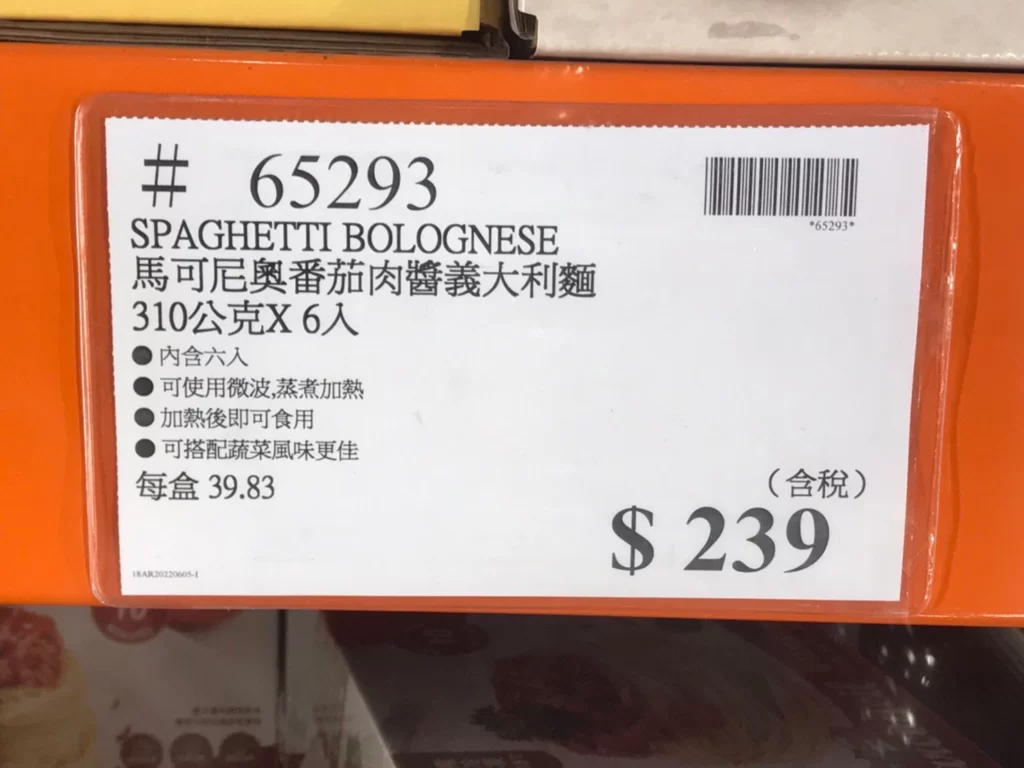 # 65293
*65293*
SPAGHETTI BOLOGNESE
馬可尼奧番茄肉醬義大利麵
310公克X 6入
● 內含六入
● 可使用微波,蒸煮加熱
● 加熱後即可食用
● 可搭配蔬菜風味更佳
每盒 39.83
（含稅）
$ 239
18AR20220605-1